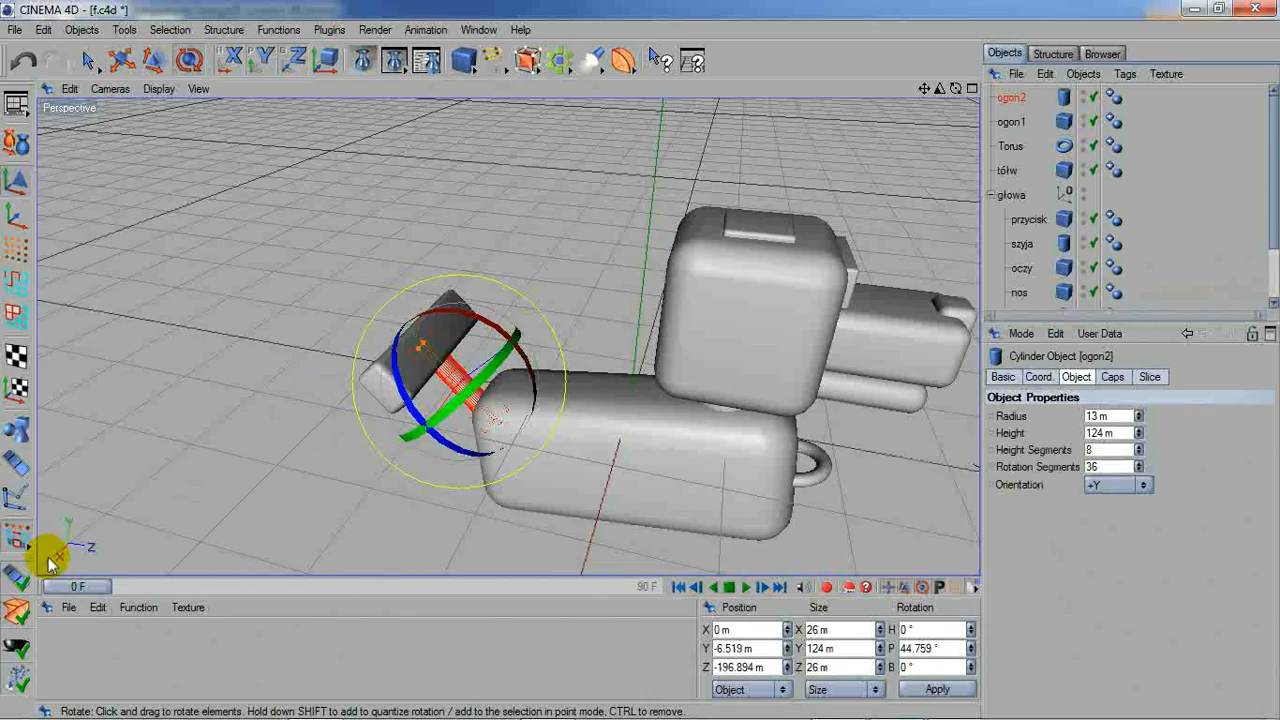 CINEMA 4D - [f.c4d *]
File Edit Objects Tools Selection Structure Functions Plugins Render Animation Window Help
X Y Z
Objects Structure Browser
File Edit Objects Tags Texture
Edit Cameras Display View
Perspective
ogon2
ogon1
Torus
tółw
głowa
przycisk
szyja
oczy
nos
Mode Edit User Data
Cylinder Object [ogon2]
Basic Coord. Object Caps Slice
Object Properties
Radius 13 m
Height 124 m
Height Segments 8
Rotation Segments 36
Orientation +Y
Y
X Z
0 F 90 F
File Edit Function Texture
Position Size Rotation
X 0 m X 26 m H 0 °
Y -6.519 m Y 124 m P 44.759 °
Z -196.894 m Z 26 m B 0 °
Object Size Apply
Rotate: Click and drag to rotate elements. Hold down SHIFT to add to quantize rotation / add to the selection in point mode, CTRL to remove.